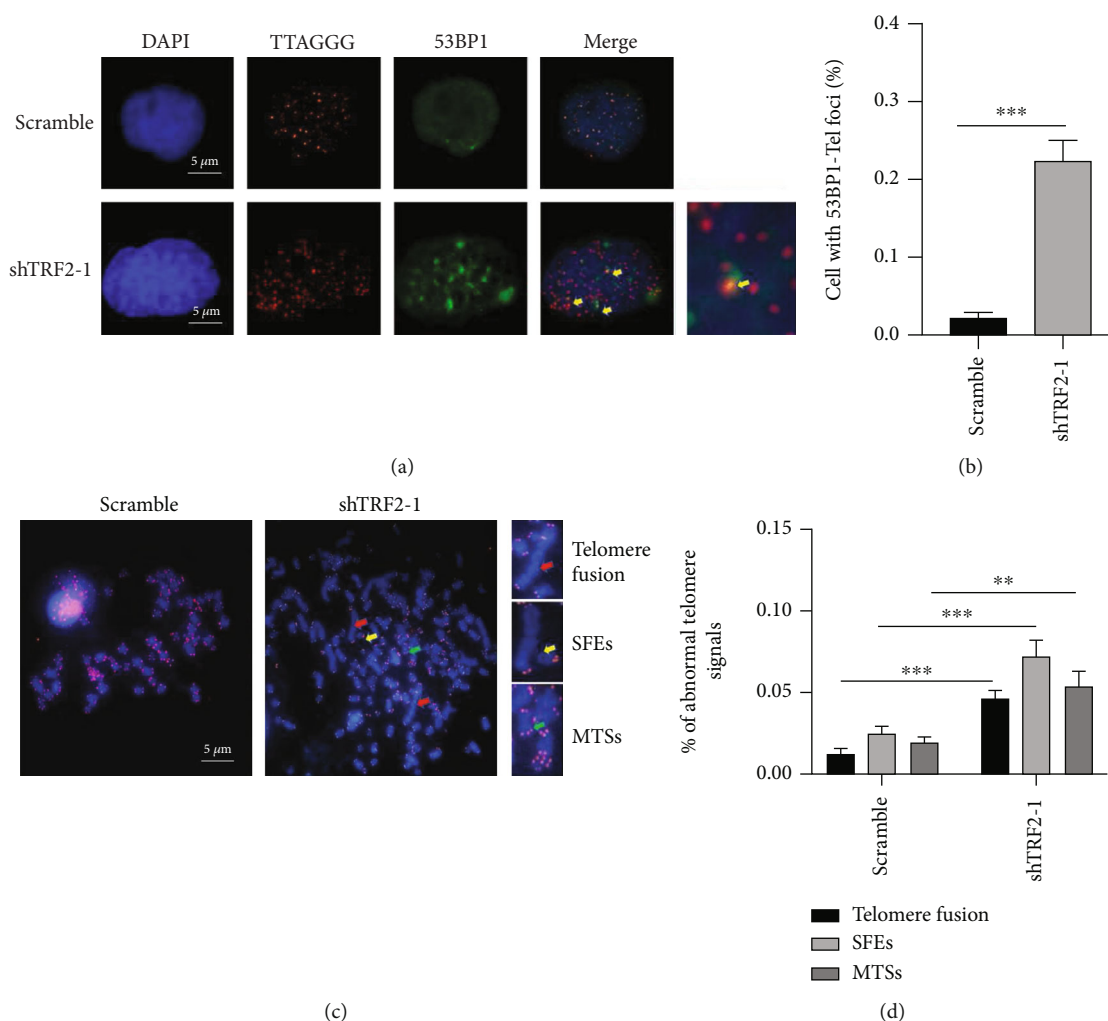 DAPI
TTAGGG
53BP1
Merge
Scramble
5 μm
shTRF2-1
5 μm
(a)
Cell with 53BP1-Tel foci (%)
0.4
0.3
0.2
0.1
0.0
***
Scramble
shTRF2-1
(b)
Scramble
shTRF2-1
5 μm
Telomere
fusion
SFEs
MTSs
(c)
% of abnormal telomere
signals
0.15
0.10
0.05
0.00
**
***
***
Scramble
shTRF2-1
Telomere fusion
SFEs
MTSs
(d)